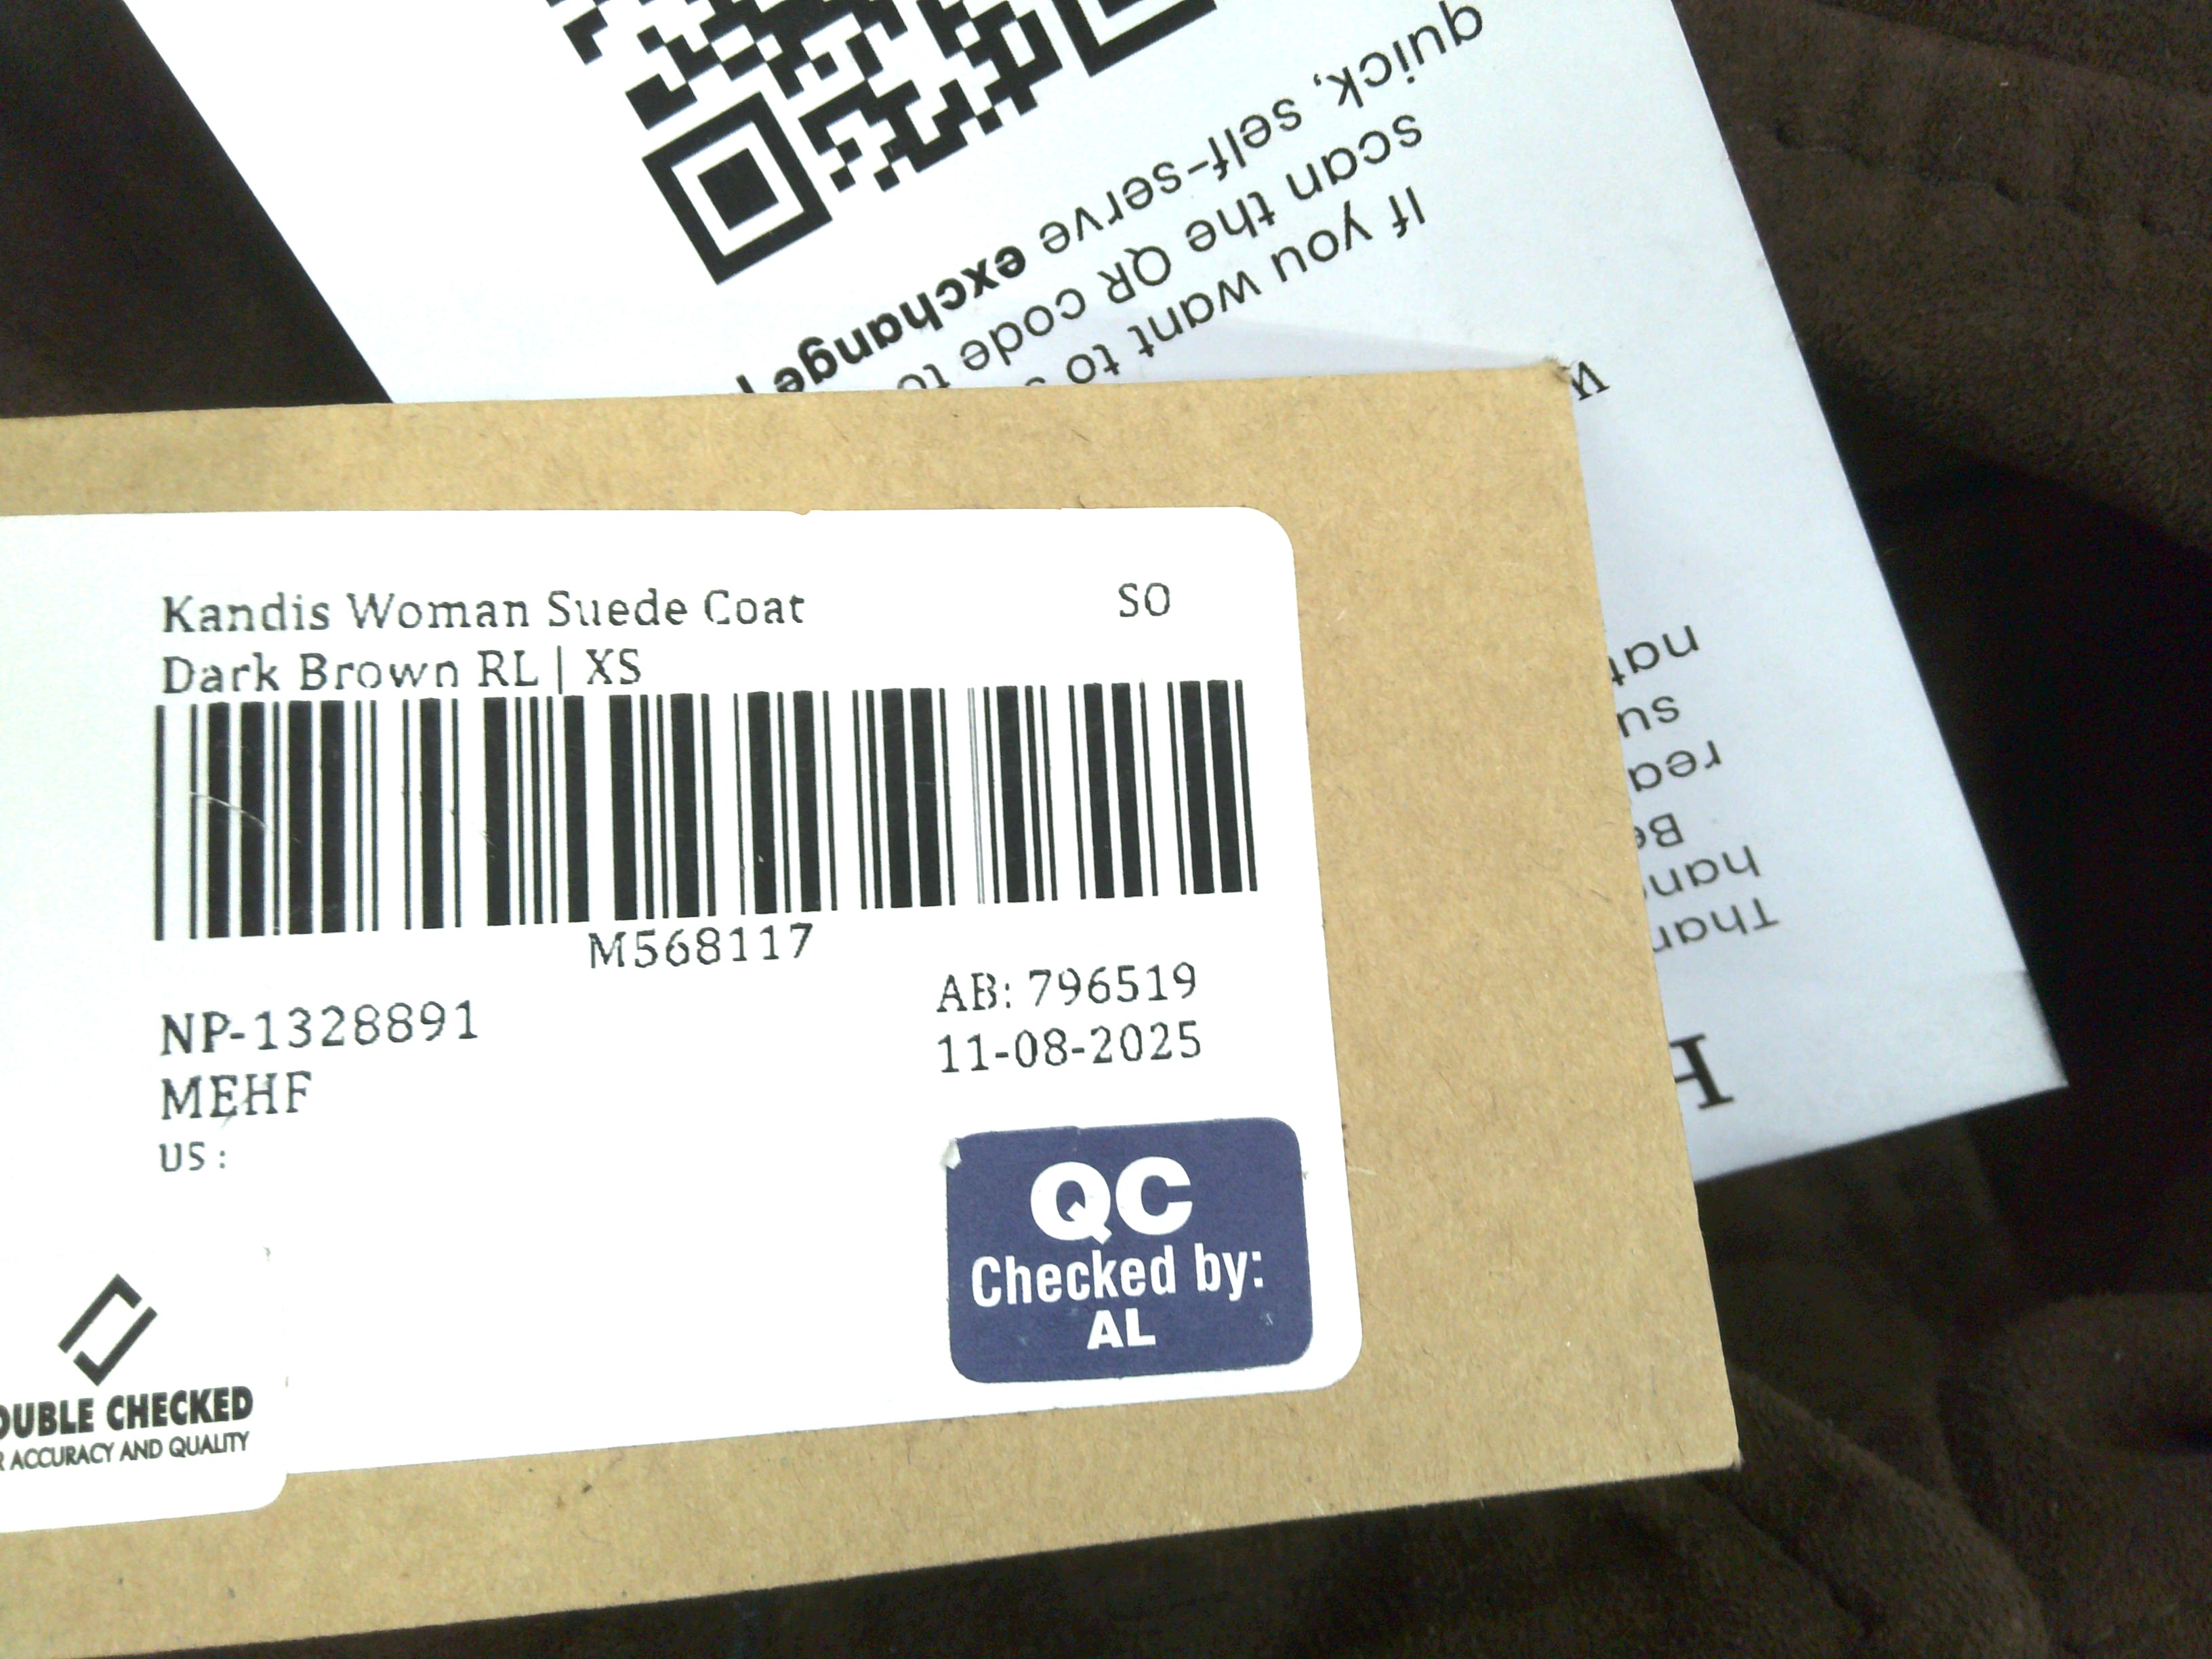 Kandis Woman Suede Coat SO
Dark Brown RL | XS
M568117
NP-1328891
AB: 796519
MEHF
11-08-2025
US :
QC
Checked by:
AL
CHECKED
ACCURACY AND QUALITY
If you want to
scan the QR code to
quick, self-serve exchange